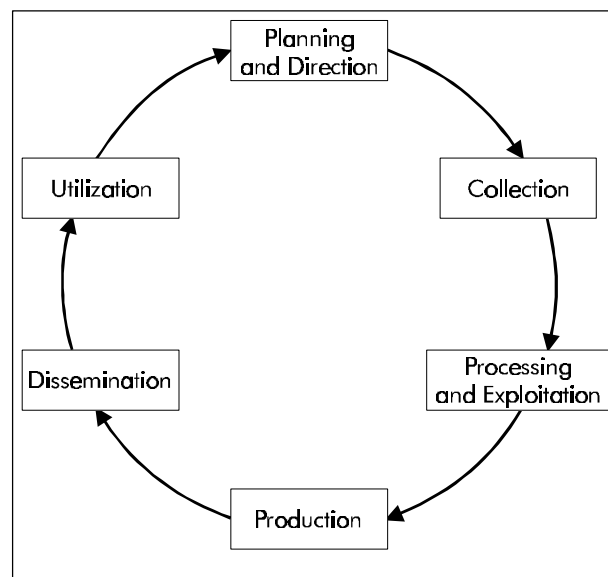 Planning
and Direction
Collection
Processing
and Exploitation
Production
Dissemination
Utilization